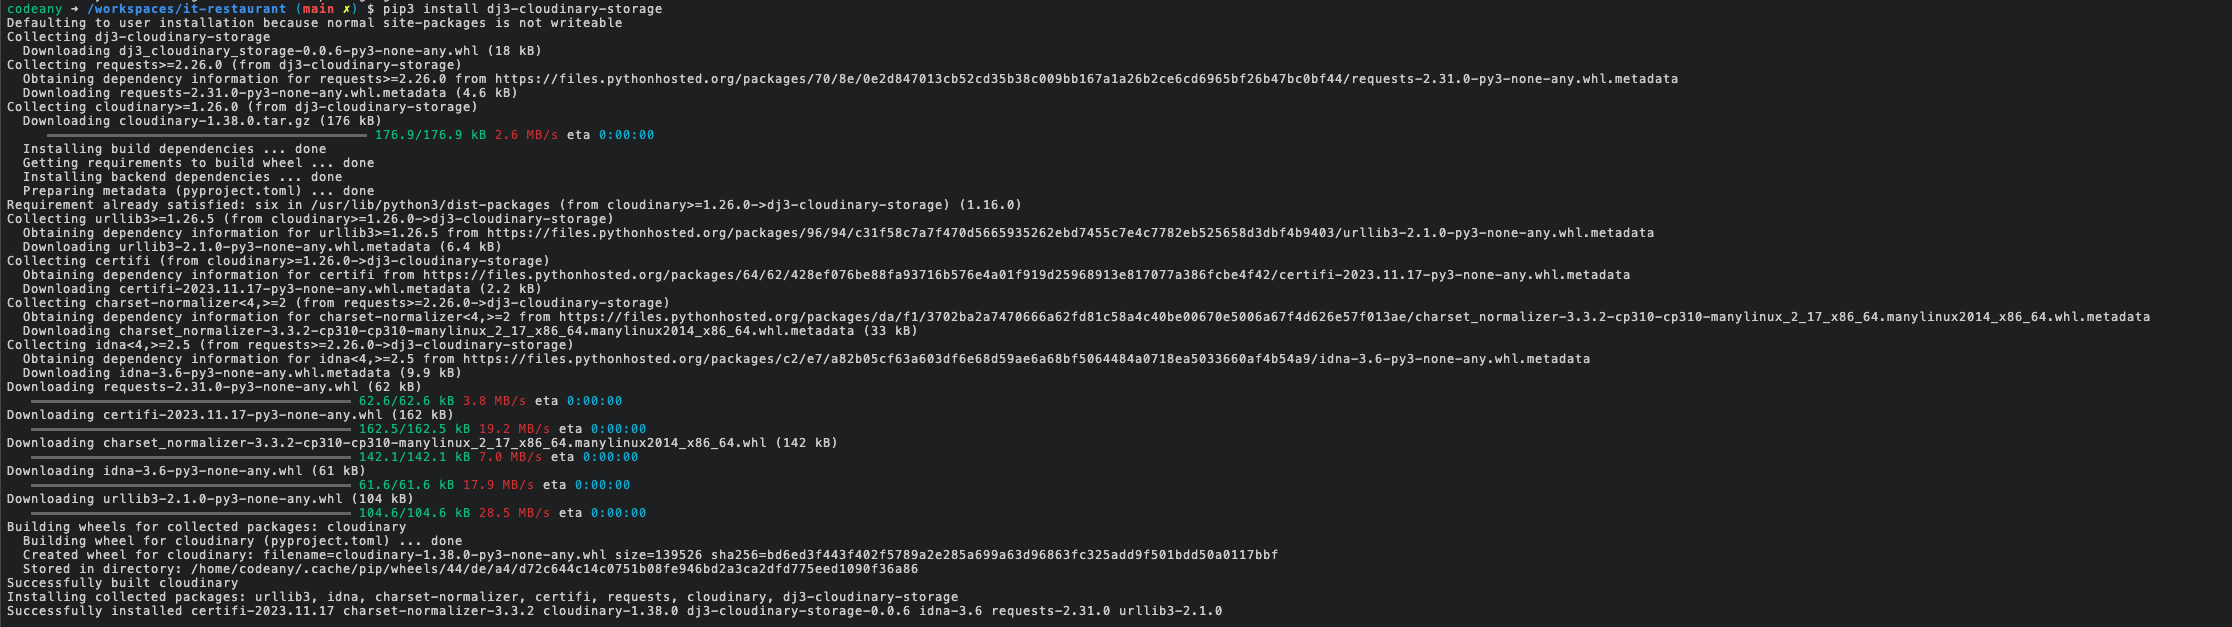 codeany → /workspaces/it-restaurant (main ✗) $ pip3 install dj3-cloudinary-storage
Defaulting to user installation because normal site-packages is not writeable
Collecting dj3-cloudinary-storage
  Downloading dj3_cloudinary_storage-0.0.6-py3-none-any.whl (18 kB)
Collecting requests>=2.26.0 (from dj3-cloudinary-storage)
  Obtaining dependency information for requests>=2.26.0 from https://files.pythonhosted.org/packages/70/8e/0e2d847013cb52cd35b38c009bb167a1a26b2ce6cd6965bf26b47bc0bf44/requests-2.31.0-py3-none-any.whl.metadata
  Downloading requests-2.31.0-py3-none-any.whl.metadata (4.6 kB)
Collecting cloudinary>=1.26.0 (from dj3-cloudinary-storage)
  Downloading cloudinary-1.38.0.tar.gz (176 kB)
     176.9/176.9 kB 2.6 MB/s eta 0:00:00
  Installing build dependencies ... done
  Getting requirements to build wheel ... done
  Installing backend dependencies ... done
  Preparing metadata (pyproject.toml) ... done
Requirement already satisfied: six in /usr/lib/python3/dist-packages (from cloudinary>=1.26.0->dj3-cloudinary-storage) (1.16.0)
Collecting urllib3>=1.26.5 (from cloudinary>=1.26.0->dj3-cloudinary-storage)
  Obtaining dependency information for urllib3>=1.26.5 from https://files.pythonhosted.org/packages/96/94/c31f58c7a7f470d5665935262ebd7455c7e4c7782eb525658d3dbf4b9403/urllib3-2.1.0-py3-none-any.whl.metadata
  Downloading urllib3-2.1.0-py3-none-any.whl.metadata (6.4 kB)
Collecting certifi (from cloudinary>=1.26.0->dj3-cloudinary-storage)
  Obtaining dependency information for certifi from https://files.pythonhosted.org/packages/64/62/428ef076be88fa93716b576e4a01f919d25968913e817077a386fcbe4f42/certifi-2023.11.17-py3-none-any.whl.metadata
  Downloading certifi-2023.11.17-py3-none-any.whl.metadata (2.2 kB)
Collecting charset-normalizer<4,>=2 (from requests>=2.26.0->dj3-cloudinary-storage)
  Obtaining dependency information for charset-normalizer<4,>=2 from https://files.pythonhosted.org/packages/da/f1/3702ba2a7470666a62fd81c58a4c40be00670e5006a67f4d626e57f013ae/charset_normalizer-3.3.2-cp310-cp310-manylinux_2_17_x86_64.manylinux2014_x86_64.whl.metadata
  Downloading charset_normalizer-3.3.2-cp310-cp310-manylinux_2_17_x86_64.manylinux2014_x86_64.whl.metadata (33 kB)
Collecting idna<4,>=2.5 (from requests>=2.26.0->dj3-cloudinary-storage)
  Obtaining dependency information for idna<4,>=2.5 from https://files.pythonhosted.org/packages/c2/e7/a82b05cf63a603df6e68d59ae6a68bf5064484a0718ea5033660af4b54a9/idna-3.6-py3-none-any.whl.metadata
  Downloading idna-3.6-py3-none-any.whl.metadata (9.9 kB)
Downloading requests-2.31.0-py3-none-any.whl (62 kB)
   62.6/62.6 kB 3.8 MB/s eta 0:00:00
Downloading certifi-2023.11.17-py3-none-any.whl (162 kB)
   162.5/162.5 kB 19.2 MB/s eta 0:00:00
Downloading charset_normalizer-3.3.2-cp310-cp310-manylinux_2_17_x86_64.manylinux2014_x86_64.whl (142 kB)
   142.1/142.1 kB 7.0 MB/s eta 0:00:00
Downloading idna-3.6-py3-none-any.whl (61 kB)
   61.6/61.6 kB 17.9 MB/s eta 0:00:00
Downloading urllib3-2.1.0-py3-none-any.whl (104 kB)
   104.6/104.6 kB 28.5 MB/s eta 0:00:00
Building wheels for collected packages: cloudinary
  Building wheel for cloudinary (pyproject.toml) ... done
  Created wheel for cloudinary: filename=cloudinary-1.38.0-py3-none-any.whl size=139526 sha256=bd6ed3f443f402f5789a2e285a699a63d96863fc325add9f501bdd50a0117bbf
  Stored in directory: /home/codeany/.cache/pip/wheels/44/de/a4/d72c644c14c0751b08fe946bd2a3ca2dfd775eed1090f36a86
Successfully built cloudinary
Installing collected packages: urllib3, idna, charset-normalizer, certifi, requests, cloudinary, dj3-cloudinary-storage
Successfully installed certifi-2023.11.17 charset-normalizer-3.3.2 cloudinary-1.38.0 dj3-cloudinary-storage-0.0.6 idna-3.6 requests-2.31.0 urllib3-2.1.0